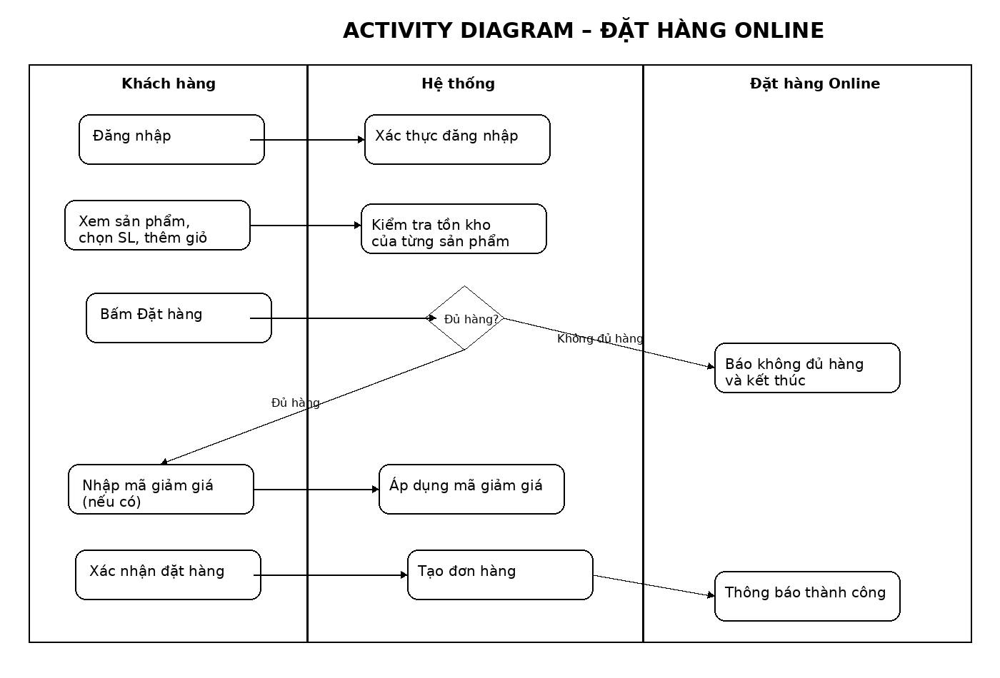 ACTIVITY DIAGRAM – ĐẶT HÀNG ONLINE
Khách hàng
Hệ thống
Đặt hàng Online
Đăng nhập
Xác thực đăng nhập
Xem sản phẩm,
chọn SL, thêm giỏ
Kiểm tra tồn kho
của từng sản phẩm
Bấm Đặt hàng
Đủ hàng?
Không đủ hàng
Báo không đủ hàng
và kết thúc
Đủ hàng
Nhập mã giảm giá
(nếu có)
Áp dụng mã giảm giá
Xác nhận đặt hàng
Tạo đơn hàng
Thông báo thành công